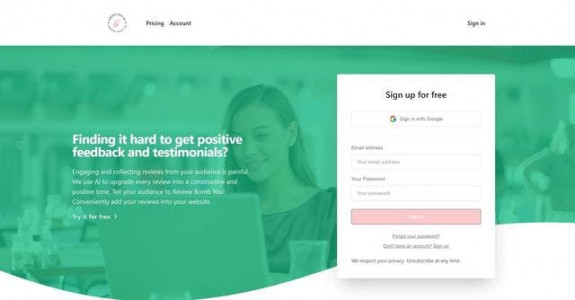 Pricing Account
Sign in
Finding it hard to get positive
feedback and testimonials?
Engaging and collecting reviews from your audience is painful.
We use AI to upgrade every review into a constructive and
positive tone. Tell your audience to Review Bomb You!
Conveniently add your reviews into your website.
Try it for free
Sign up for free
Sign in with Google
Email address
Your email address
Your Password
Your password
Sign in
Forgot your password?
Don't have an account? Sign up
We respect your privacy. Unsubscribe at any time.